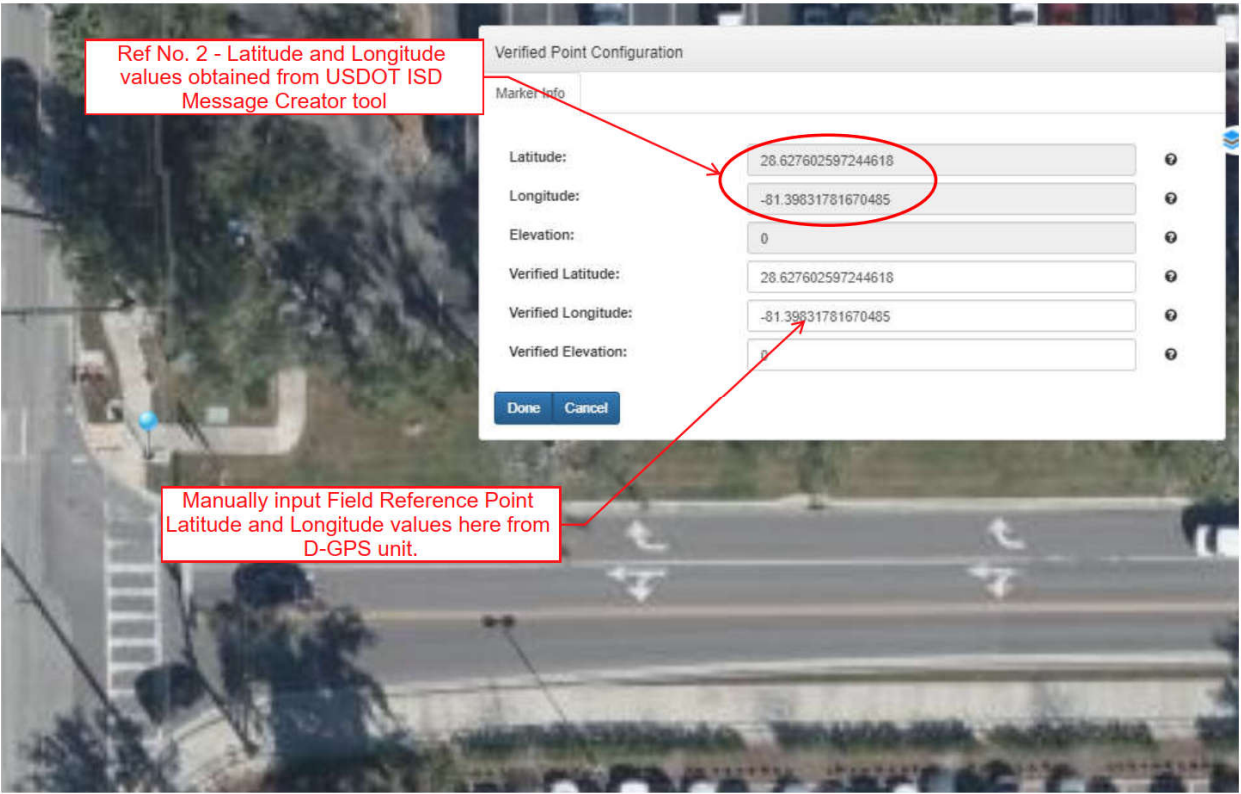 Ref No. 2 - Latitude and Longitude
values obtained from USDOT ISD
Message Creator tool
Verified Point Configuration
Marker Info
Latitude:
28.627602597244618
Longitude:
-81.39831781670485
Elevation:
0
Verified Latitude:
28.627602597244618
Verified Longitude:
-81.39831781670485
Verified Elevation:
0
Done Cancel
Manually input Field Reference Point
Latitude and Longitude values here from
D-GPS unit.